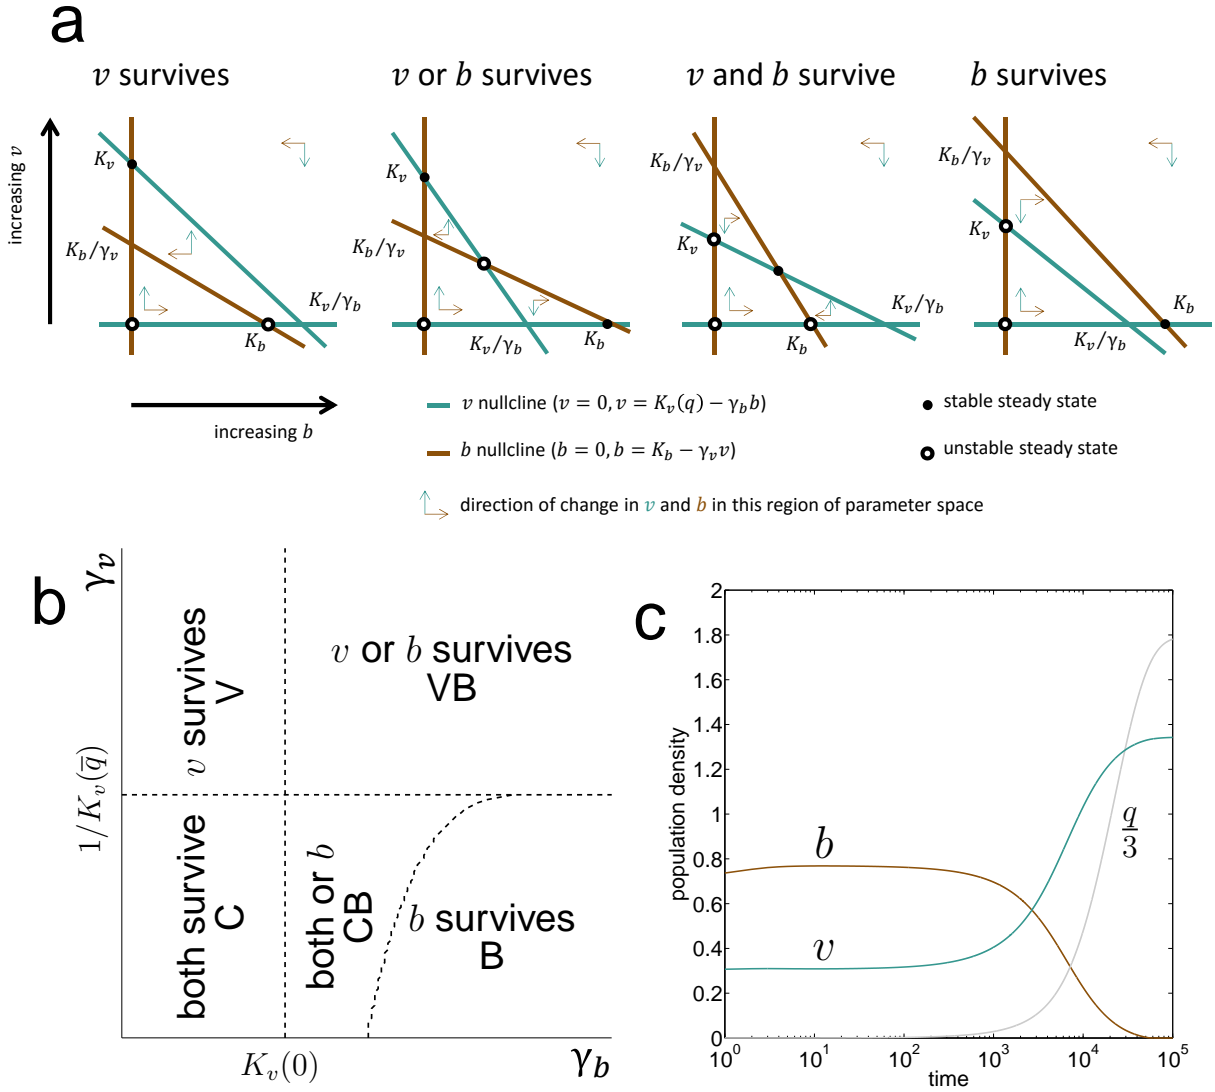 a
v survives
v or b survives
v and b survive
b survives
increasing v
K_v
K_b/γ_v
K_v/γ_b
K_b
K_v
K_b/γ_v
K_v/γ_b
K_b
K_b/γ_v
K_v
K_v/γ_b
K_b
K_b/γ_v
K_v
K_b
K_v/γ_b
increasing b
v nullcline (v = 0, v = K_v(q) − γ_b b)
stable steady state
b nullcline (b = 0, b = K_b − γ_v v)
unstable steady state
direction of change in v and b in this region of parameter space
b
γ_v
v survives
V
v or b survives
VB
1/K_v(q̄)
both survive
C
both or b
CB
b survives
B
K_v(0)
γ_b
c
population density
2
1.8
1.6
1.4
1.2
1
0.8
0.6
0.4
0.2
0
b
v
q/3
10^0
10^1
10^2
10^3
10^4
10^5
time